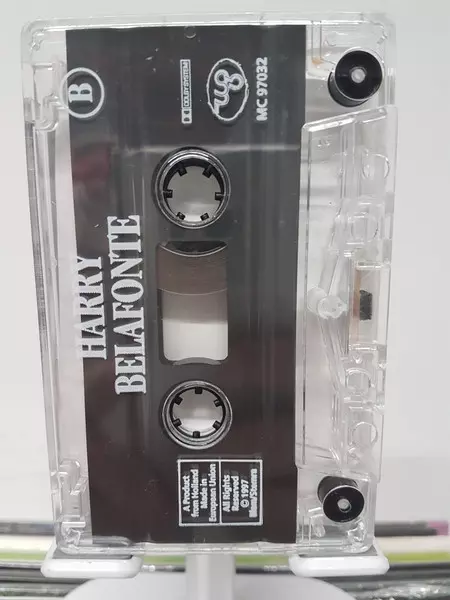 B
HARRY
BELAFONTE
DOLBY SYSTEM
MC 97032
A Product
from Holland
Made in
European Union
All Rights
Reserved
© 1997